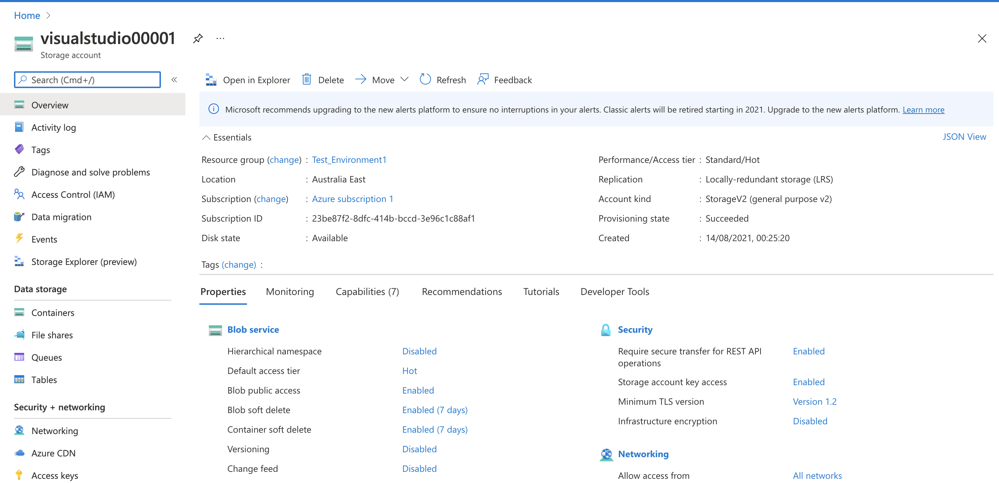 Home
visualstudio00001 ...
Storage account
Search (Cmd+/)
«
Overview
Activity log
Tags
Diagnose and solve problems
Access Control (IAM)
Data migration
Events
Storage Explorer (preview)
Data storage
Containers
File shares
Queues
Tables
Security + networking
Networking
Azure CDN
Access keys
Open in Explorer Delete Move Refresh Feedback
Microsoft recommends upgrading to the new alerts platform to ensure no interruptions in your alerts. Classic alerts will be retired starting in 2021. Upgrade to the new alerts platform. Learn more
Essentials JSON View
Resource group (change) : Test_Environment1
Location : Australia East
Subscription (change) : Azure subscription 1
Subscription ID : 23be87f2-8dfc-414b-bccd-3e96c1c88af1
Disk state : Available
Performance/Access tier : Standard/Hot
Replication : Locally-redundant storage (LRS)
Account kind : StorageV2 (general purpose v2)
Provisioning state : Succeeded
Created : 14/08/2021, 00:25:20
Tags (change) :
Properties Monitoring Capabilities (7) Recommendations Tutorials Developer Tools
Blob service
Hierarchical namespace Disabled
Default access tier Hot
Blob public access Enabled
Blob soft delete Enabled (7 days)
Container soft delete Enabled (7 days)
Versioning Disabled
Change feed Disabled
Security
Require secure transfer for REST API Enabled
operations
Storage account key access Enabled
Minimum TLS version Version 1.2
Infrastructure encryption Disabled
Networking
Allow access from All networks